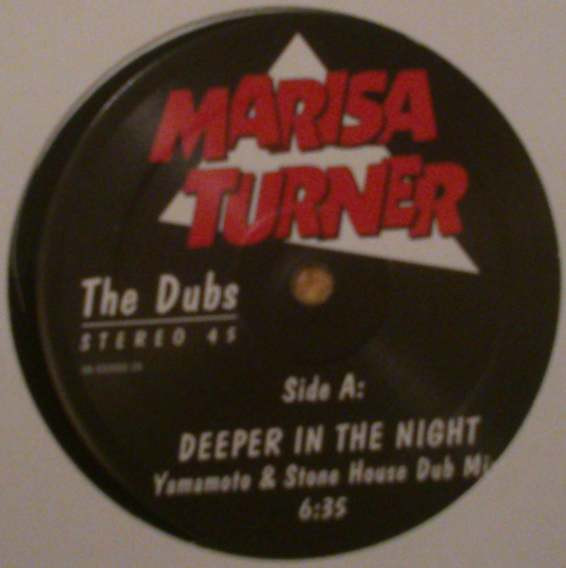 MARISA
TURNER
The Dubs
STEREO 45
Side A:
DEEPER IN THE NIGHT
Yamamoto & Stone House Dub
6:35